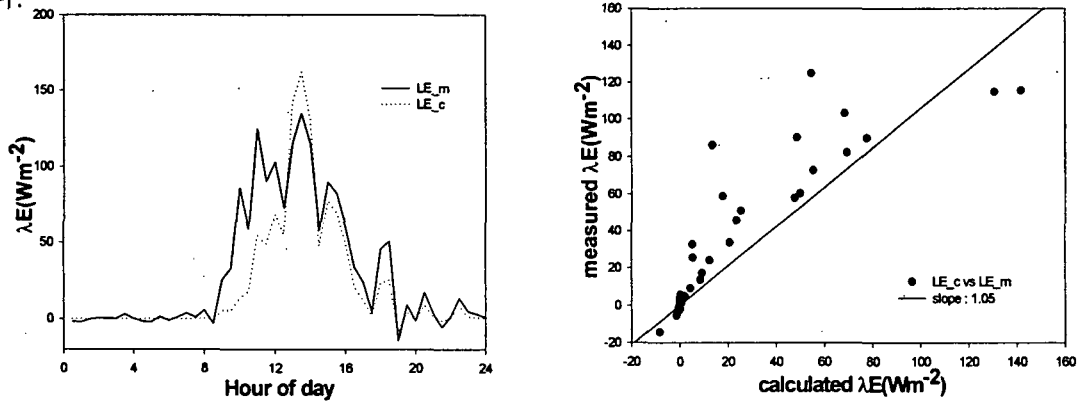 200
150
100
50
0
λE(Wm⁻²)
LE_m
LE_c
0 4 8 12 16 20 24
Hour of day
160
140
120
100
80
60
40
20
0
-20
measured λE(Wm⁻²)
LE_c vs LE_m
slope : 1.05
-20 0 20 40 60 80 100 120 140 160
calculated λE(Wm⁻²)